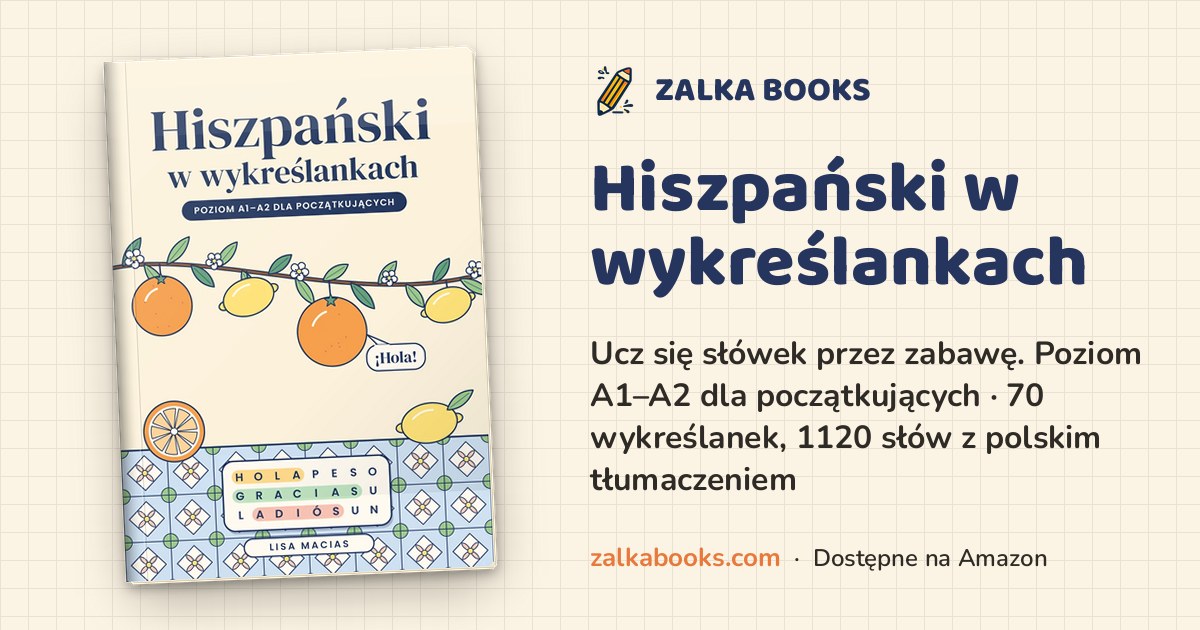 Hiszpański
w wykreślankach
POZIOM A1–A2 DLA POCZĄTKUJĄCYCH
¡Hola!
HOLAPESO
GRACIASU
LADIÓSUN
LISA MACIAS
ZALKA BOOKS
Hiszpański w
wykreślankach
Ucz się słówek przez zabawę. Poziom
A1–A2 dla początkujących · 70
wykreślanek, 1120 słów z polskim
tłumaczeniem
zalkabooks.com · Dostępne na Amazon